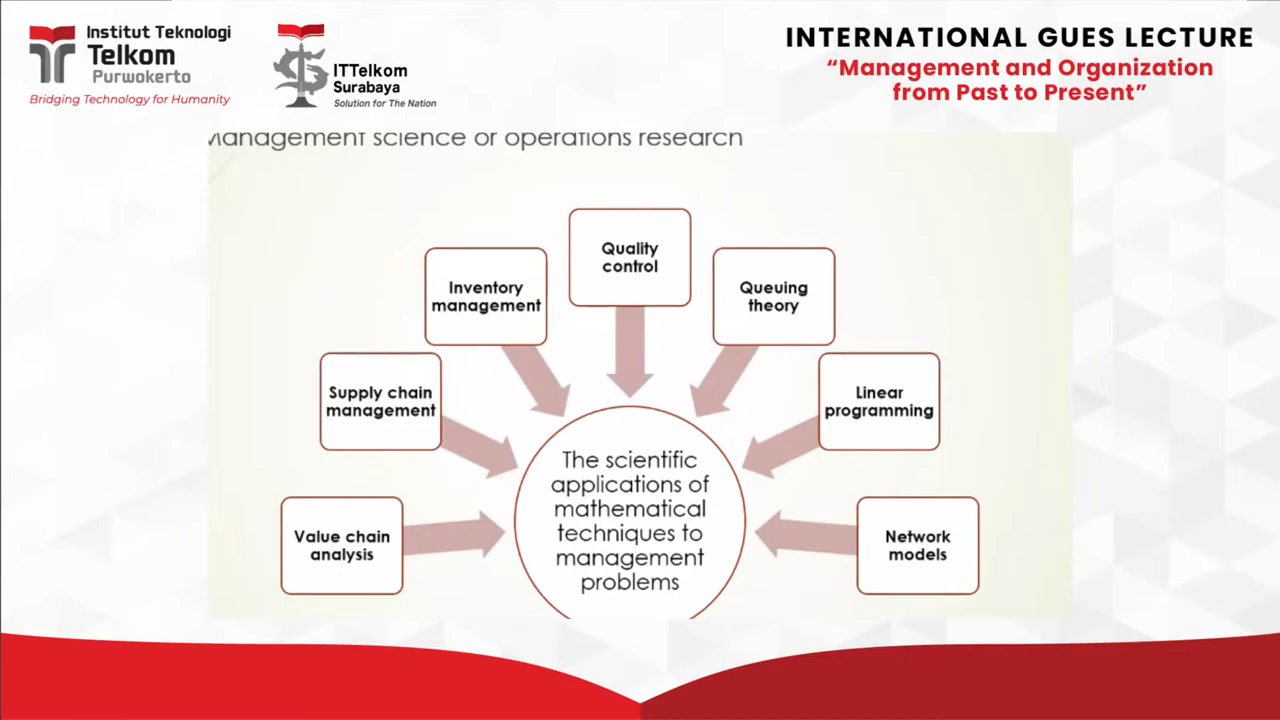 Institut Teknologi
Telkom
Purwokerto
Bridging Technology for Humanity
ITTelkom
Surabaya
Solution for The Nation
INTERNATIONAL GUES LECTURE
“Management and Organization
from Past to Present”
Management science or operations research
Quality
control
Inventory
management
Queuing
theory
Supply chain
management
Linear
programming
Value chain
analysis
Network
models
The scientific
applications of
mathematical
techniques to
management
problems